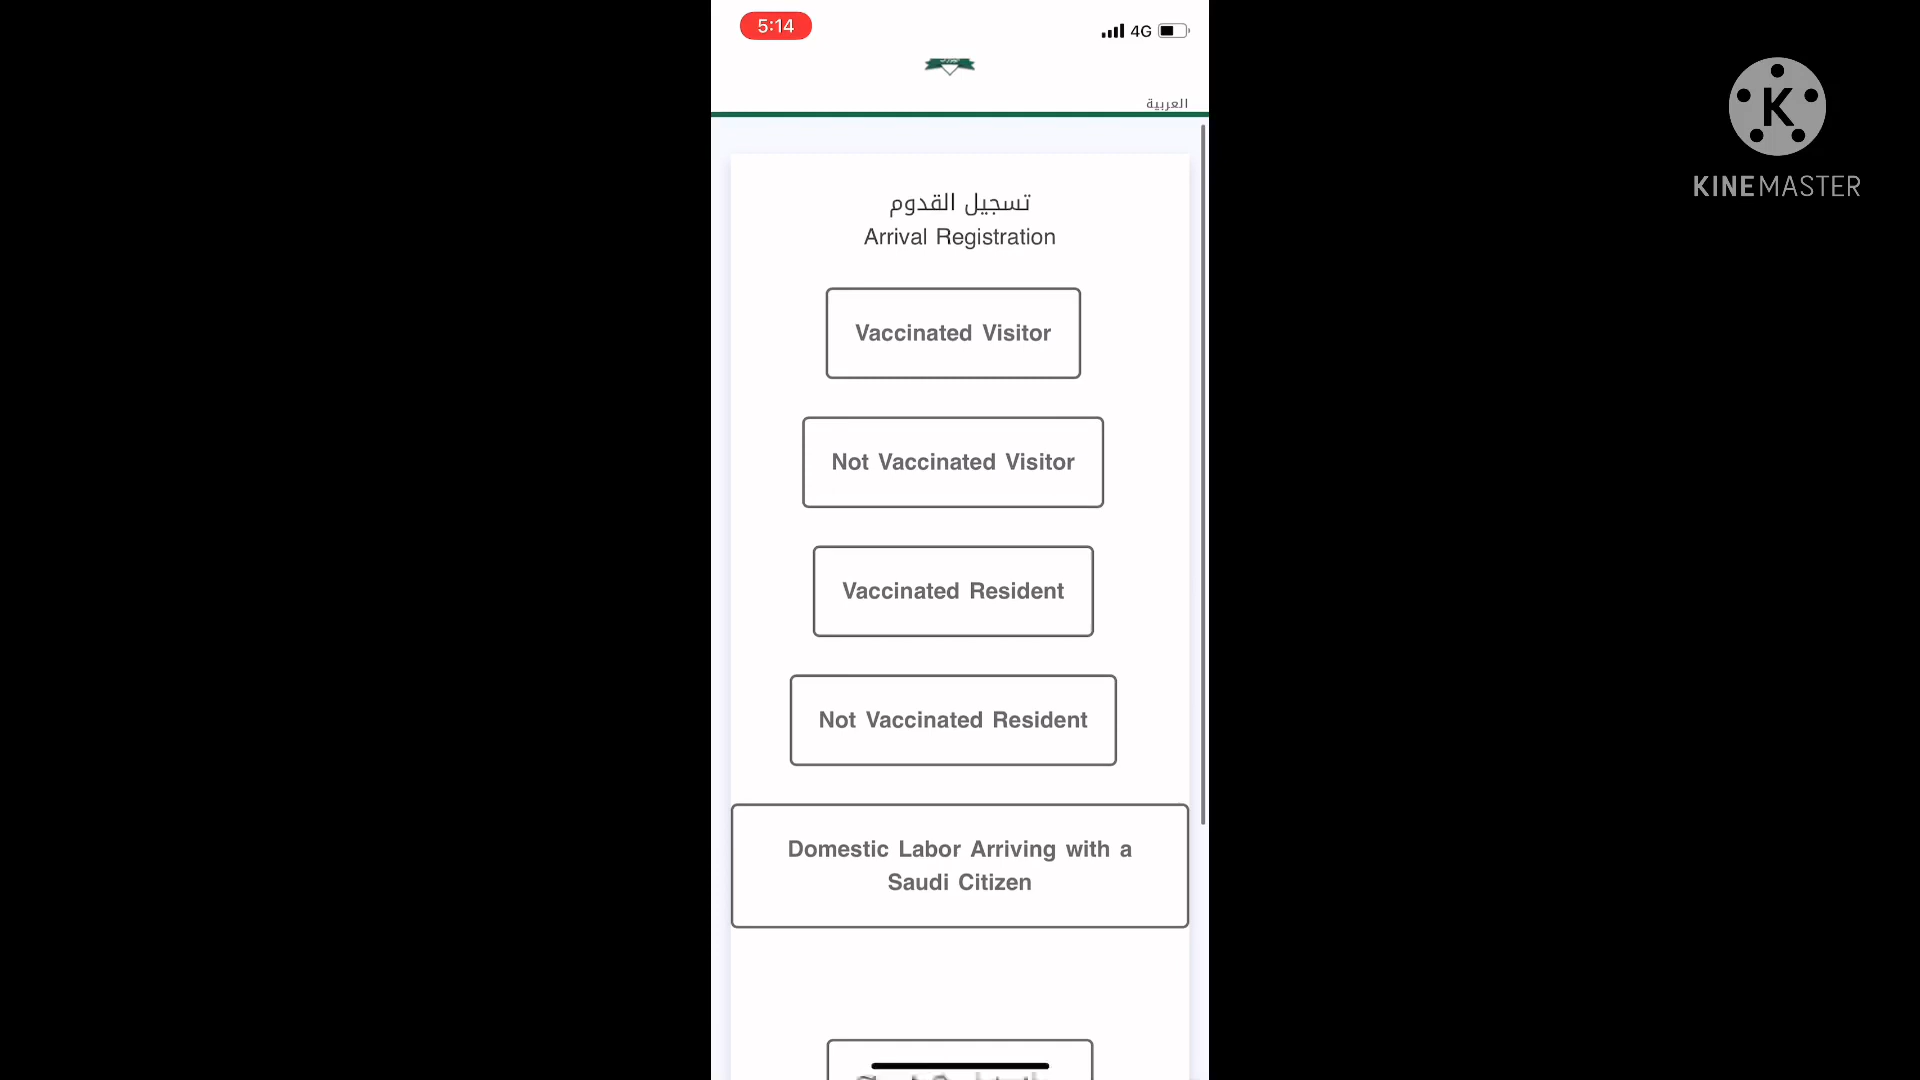 5:14
4G
العربية
KINEMASTER
تسجيل القدوم
Arrival Registration
Vaccinated Visitor
Not Vaccinated Visitor
Vaccinated Resident
Not Vaccinated Resident
Domestic Labor Arriving with a
Saudi Citizen